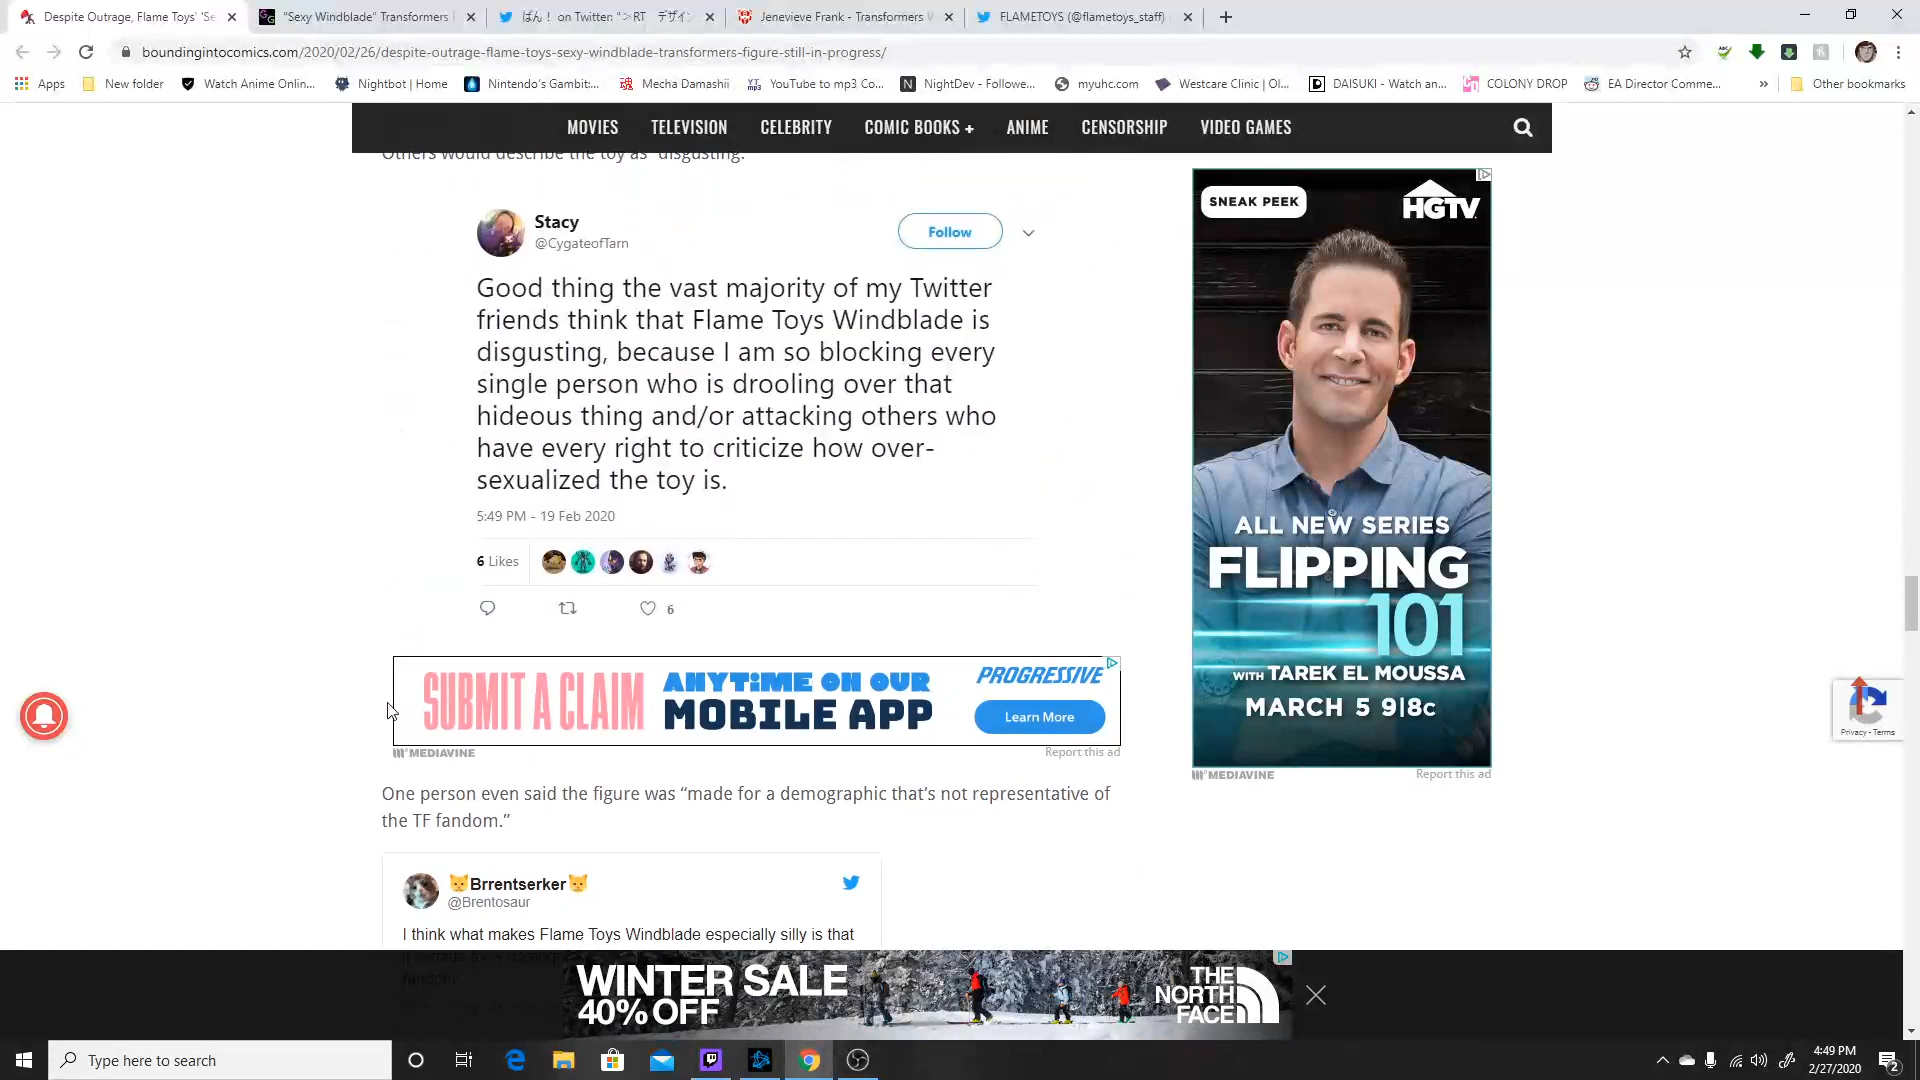 Despite Outrage, Flame Toys' 'Se
"Sexy Windblade" Transformers
ばん！ on Twitter: "＞RT デザイン
Jenevieve Frank - Transformers W
FLAMETOYS (@flametoys_staff)
boundingintocomics.com/2020/02/26/despite-outrage-flame-toys-sexy-windblade-transformers-figure-still-in-progress/
Apps
New folder
Watch Anime Onlin...
Nightbot | Home
Nintendo's Gambit:...
Mecha Damashii
YouTube to mp3 Co...
NightDev - Followe...
myuhc.com
Westcare Clinic | Ol...
DAISUKI - Watch an...
COLONY DROP
EA Director Comme...
»
Other bookmarks
MOVIES
TELEVISION
CELEBRITY
COMIC BOOKS +
ANIME
CENSORSHIP
VIDEO GAMES
Others would describe the toy as "disgusting."
Stacy
@CygateofTarn
Follow
Good thing the vast majority of my Twitter
friends think that Flame Toys Windblade is
disgusting, because I am so blocking every
single person who is drooling over that
hideous thing and/or attacking others who
have every right to criticize how over-
sexualized the toy is.
5:49 PM - 19 Feb 2020
6 Likes
6
SUBMIT A CLAIM
ANYTIME ON OUR
MOBILE APP
PROGRESSIVE
Learn More
MEDIAVINE
Report this ad
One person even said the figure was “made for a demographic that’s not representative of
the TF fandom.”
Brrentserker
@Brentosaur
I think what makes Flame Toys Windblade especially silly is that
fandom
SNEAK PEEK
HGTV
ALL NEW SERIES
FLIPPING
101
WITH TAREK EL MOUSSA
MARCH 5 9|8c
MEDIAVINE
Report this ad
Privacy - Terms
WINTER SALE
40% OFF
THE
NORTH
FACE
Type here to search
4:49 PM
2/27/2020
2